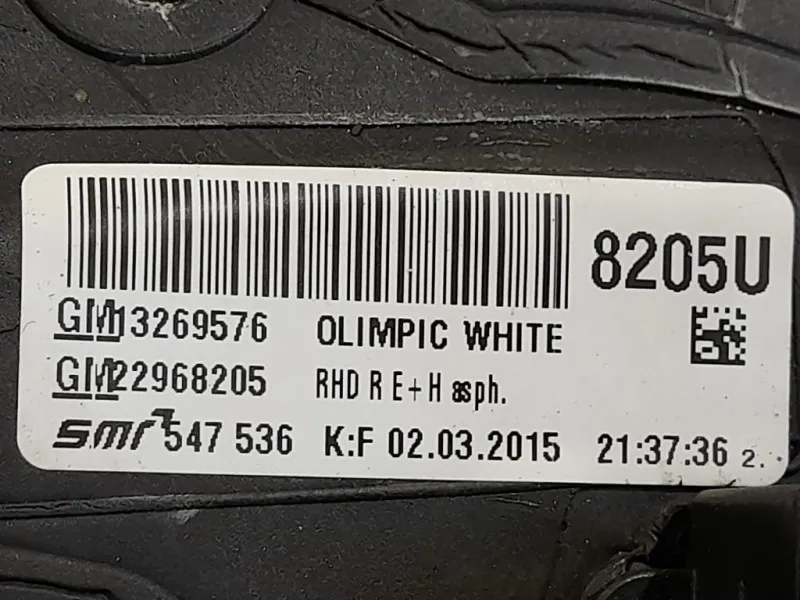 8205U
GM13269576 OLIMPIC WHITE
GM22968205 RHD R E+H asph.
smr 547 536 K:F 02.03.2015 21:37:36 2.